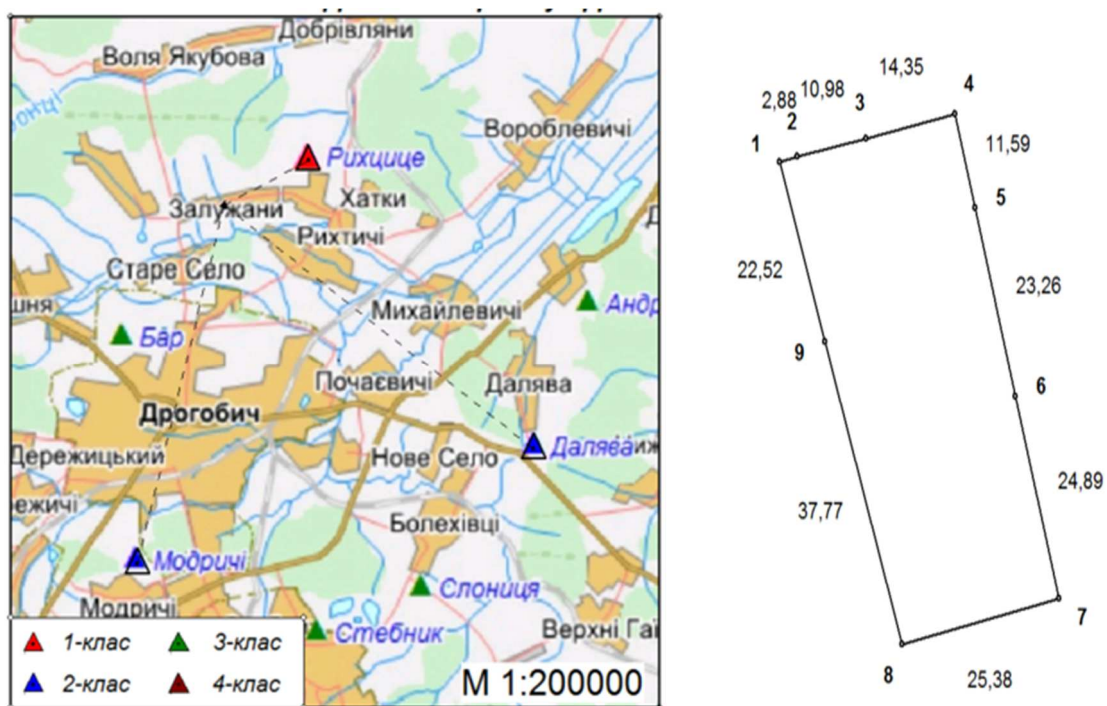 Добрівляни
Воля Якубова
Вороблевичі
Рихцице
Залужани
Хатки
Рихтичі
Старе Село
Андр
Михайлевичі
Бар
Почаєвичі
Далява
Дрогобич
Далява
Дережицький
Нове Село
Болехівці
Модричі
Слониця
Модричі
Стебник
Верхні Гаї
1-клас
3-клас
2-клас
4-клас
М 1:200000
14,35
4
10,98
2,88
3
2
1
11,59
5
22,52
23,26
9
6
37,77
24,89
7
8
25,38